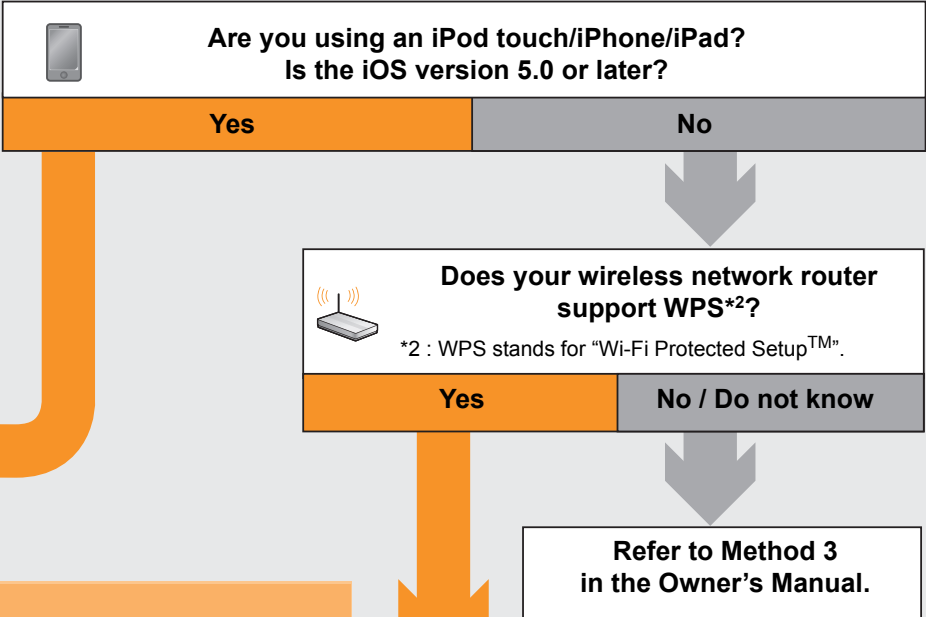 Are you using an iPod touch/iPhone/iPad?
Is the iOS version 5.0 or later?
Yes
No
Does your wireless network router
support WPS*2?
*2 : WPS stands for “Wi-Fi Protected Setup™”.
Yes
No / Do not know
Refer to Method 3
in the Owner’s Manual.